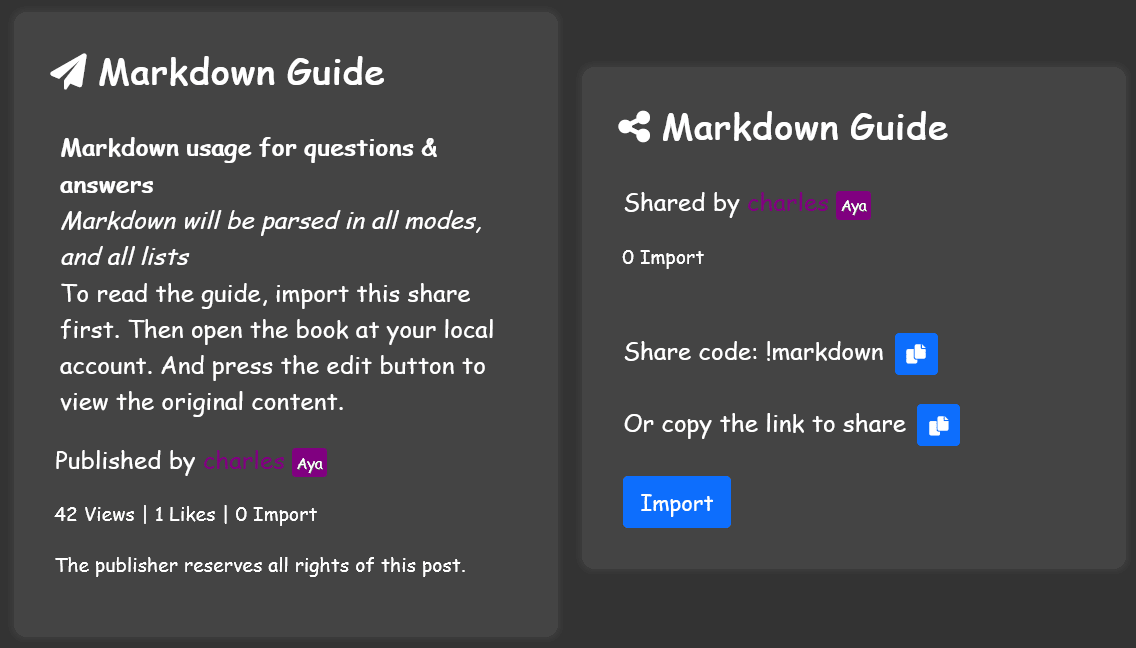 Markdown Guide
Markdown usage for questions &
answers
Markdown will be parsed in all modes,
and all lists
To read the guide, import this share
first. Then open the book at your local
account. And press the edit button to
view the original content.
Published by charles Aya
42 Views | 1 Likes | 0 Import
The publisher reserves all rights of this post.
Markdown Guide
Shared by charles Aya
0 Import
Share code: !markdown
Or copy the link to share
Import